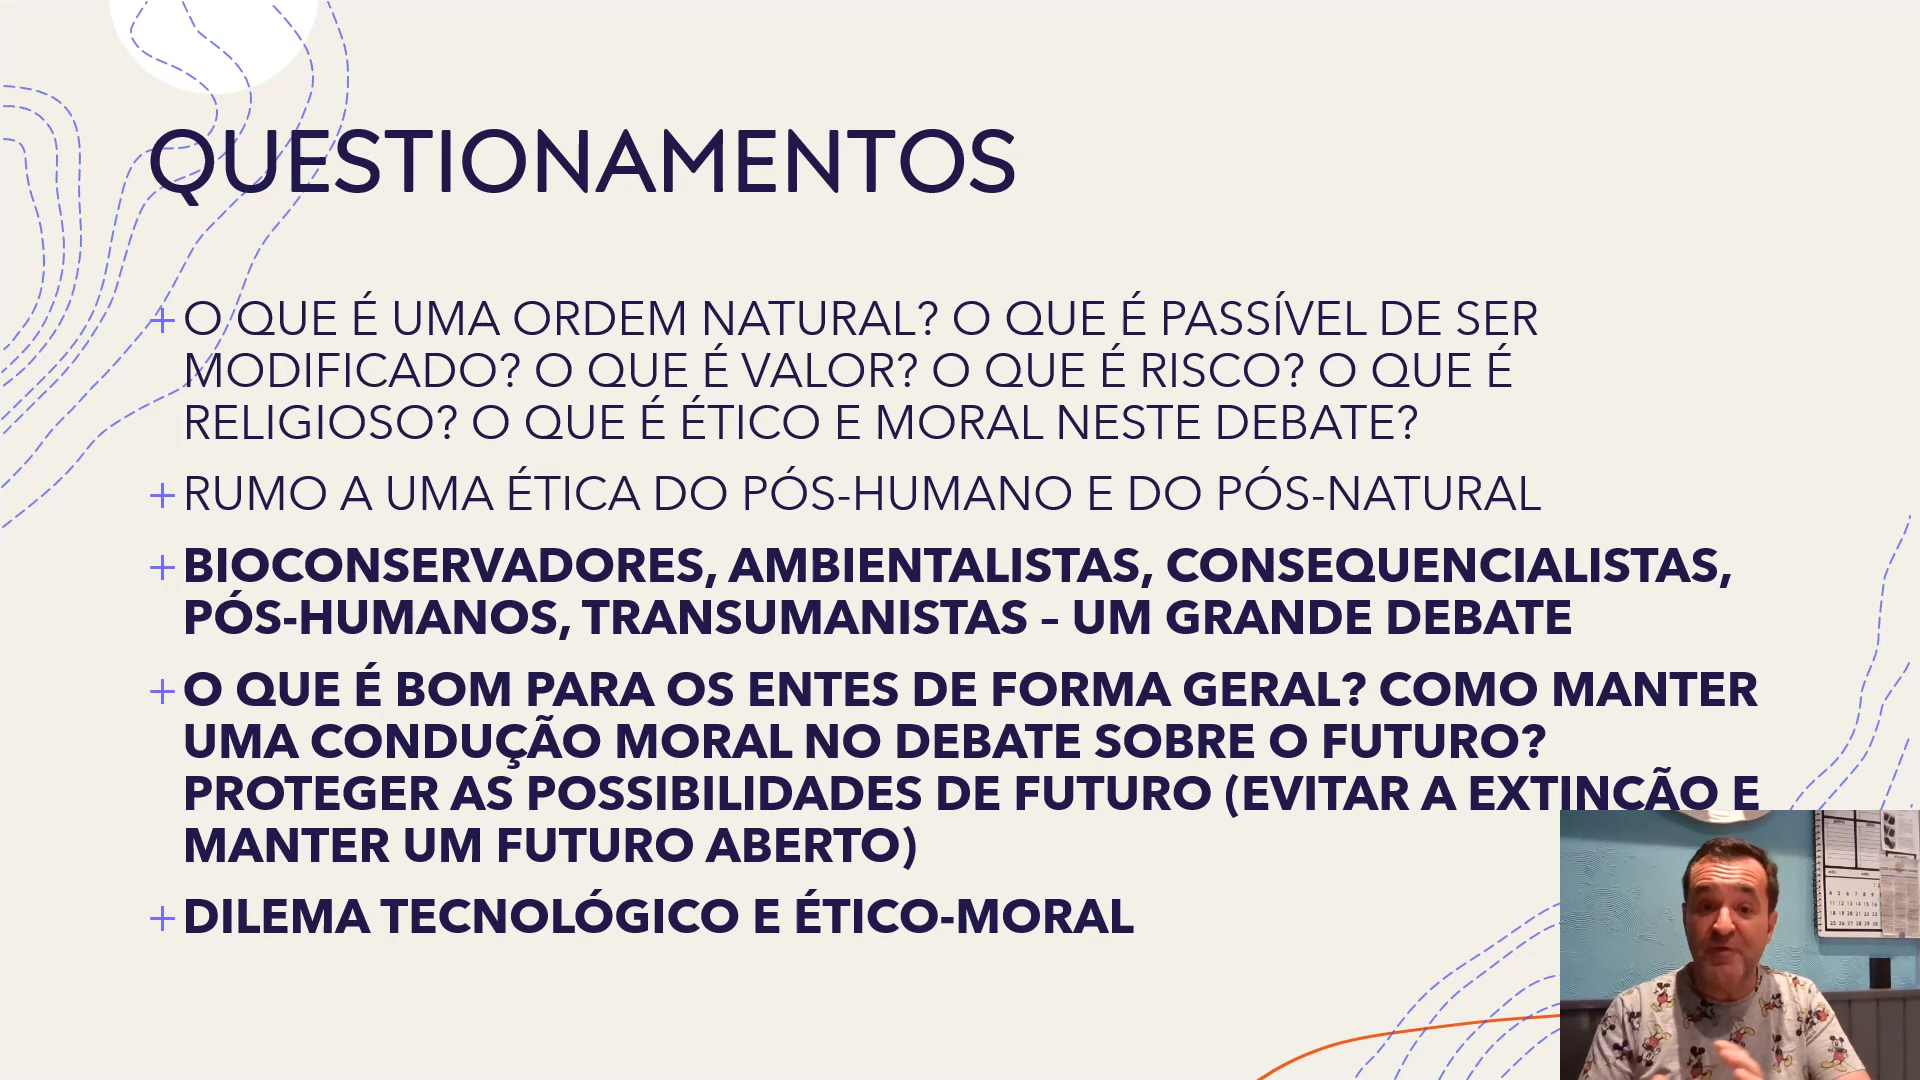 QUESTIONAMENTOS
+ O QUE É UMA ORDEM NATURAL? O QUE É PASSÍVEL DE SER
MODIFICADO? O QUE É VALOR? O QUE É RISCO? O QUE É
RELIGIOSO? O QUE É ÉTICO E MORAL NESTE DEBATE?
+ RUMO A UMA ÉTICA DO PÓS-HUMANO E DO PÓS-NATURAL
+ BIOCONSERVADORES, AMBIENTALISTAS, CONSEQUENCIALISTAS,
PÓS-HUMANOS, TRANSUMANISTAS – UM GRANDE DEBATE
+ O QUE É BOM PARA OS ENTES DE FORMA GERAL? COMO MANTER
UMA CONDUÇÃO MORAL NO DEBATE SOBRE O FUTURO?
PROTEGER AS POSSIBILIDADES DE FUTURO (EVITAR A EXTINÇÃO E
MANTER UM FUTURO ABERTO)
+ DILEMA TECNOLÓGICO E ÉTICO-MORAL